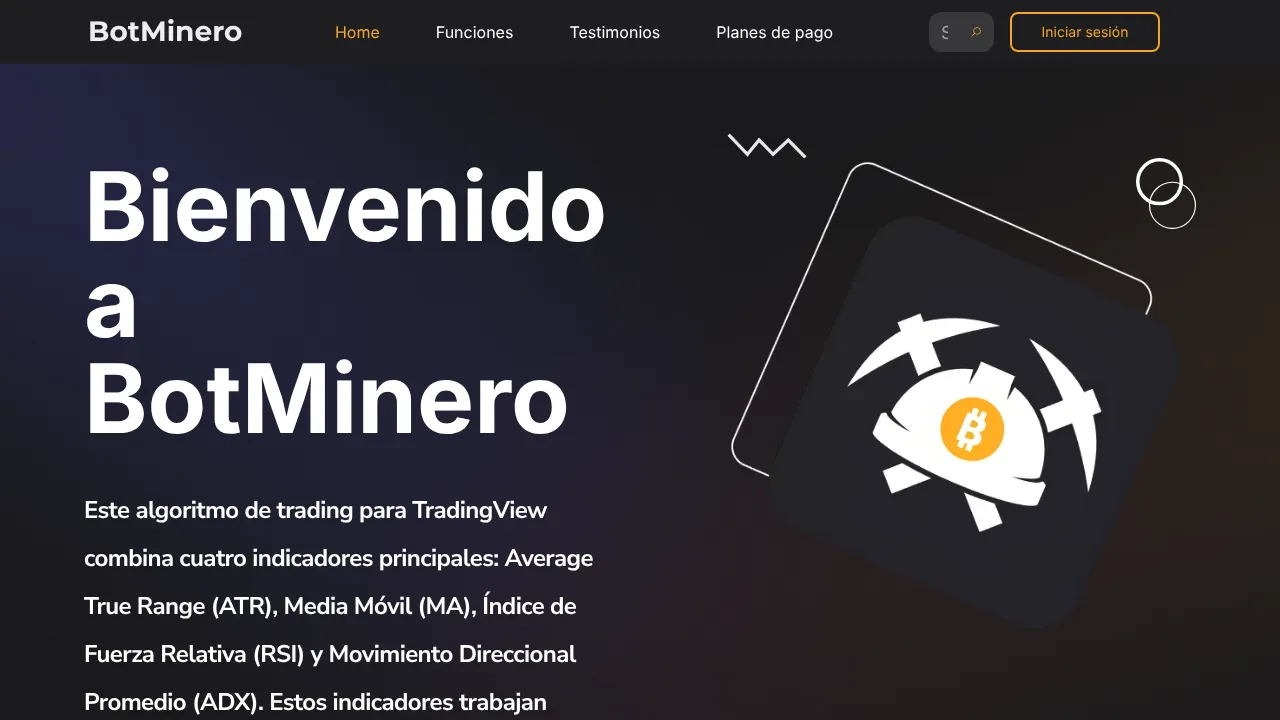 BotMinero
Home
Funciones
Testimonios
Planes de pago
Iniciar sesión
Bienvenido
a
BotMinero
Este algoritmo de trading para TradingView
combina cuatro indicadores principales: Average
True Range (ATR), Media Móvil (MA), Índice de
Fuerza Relativa (RSI) y Movimiento Direccional
Promedio (ADX). Estos indicadores trabajan